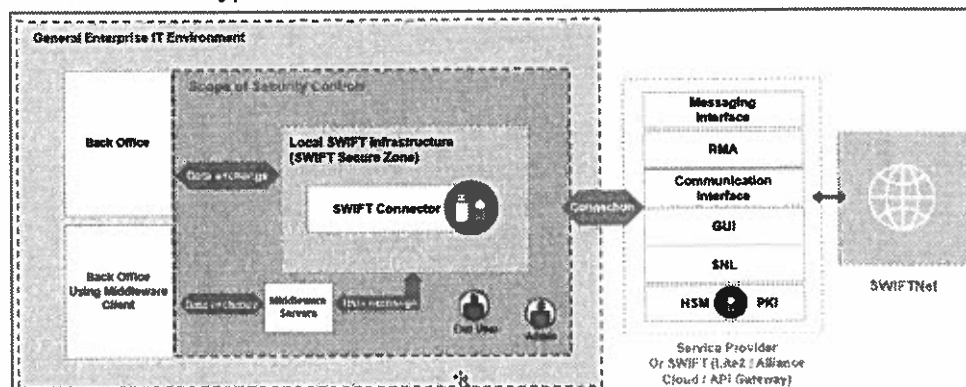 General Enterprise IT Environment
Scope of Security Controls
Back Office
Data exchange
Local SWIFT Infrastructure
(SWIFT Secure Zone)
SWIFT Connector
Back Office
Using Middleware
Client
Data exchange
Middleware
Servers
Data exchange
End User
Admin
Connection
Messaging
Interface
RMA
Communication
Interface
GUI
SNL
HSM
PKI
Service Provider
Or SWIFT (Lite2 / Alliance
Cloud / API Gateway)
SWIFTNet